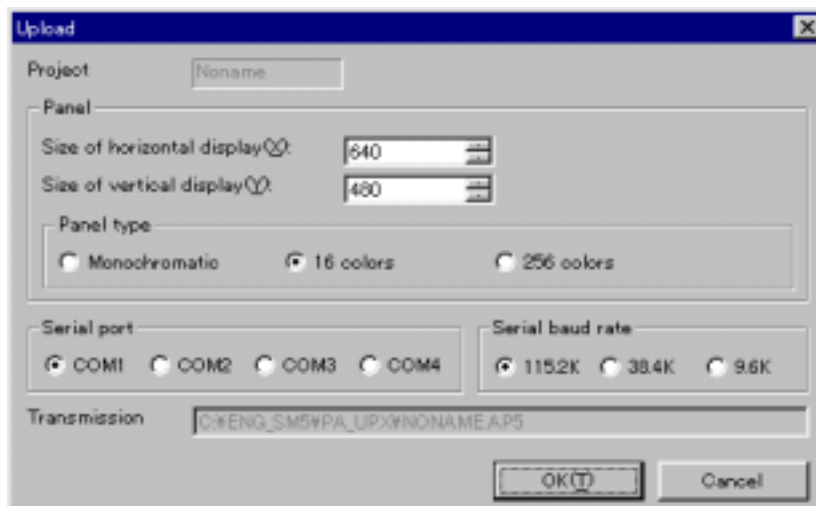 Upload
Project Noname
Panel
Size of horizontal display(X): 640
Size of vertical display(Y): 480
Panel type
Monochromatic 16 colors 256 colors
Serial port Serial baud rate
COM1 COM2 COM3 COM4 115.2K 38.4K 9.6K
Transmission C:¥ENG_SM5¥PA_UPX¥NONAME.AP5
OK(T) Cancel